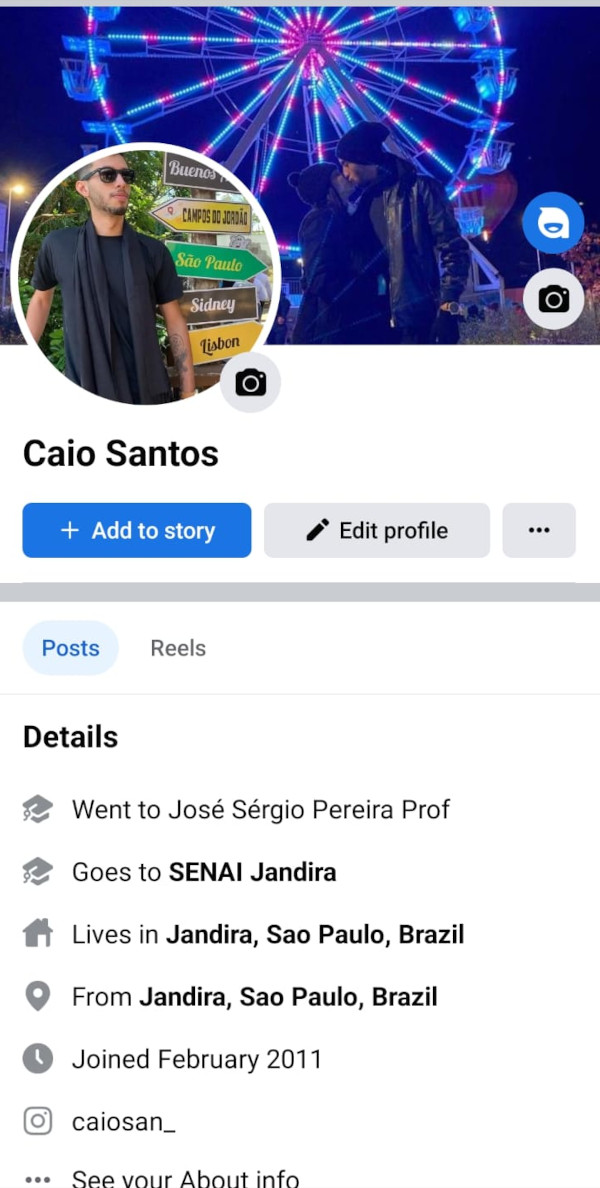 Buenos
CAMPOS DO JORDÃO
São Paulo
Sidney
Lisbon
Caio Santos
+ Add to story
Edit profile
Posts
Reels
Details
Went to José Sérgio Pereira Prof
Goes to SENAI Jandira
Lives in Jandira, Sao Paulo, Brazil
From Jandira, Sao Paulo, Brazil
Joined February 2011
caiosan_
See your About info